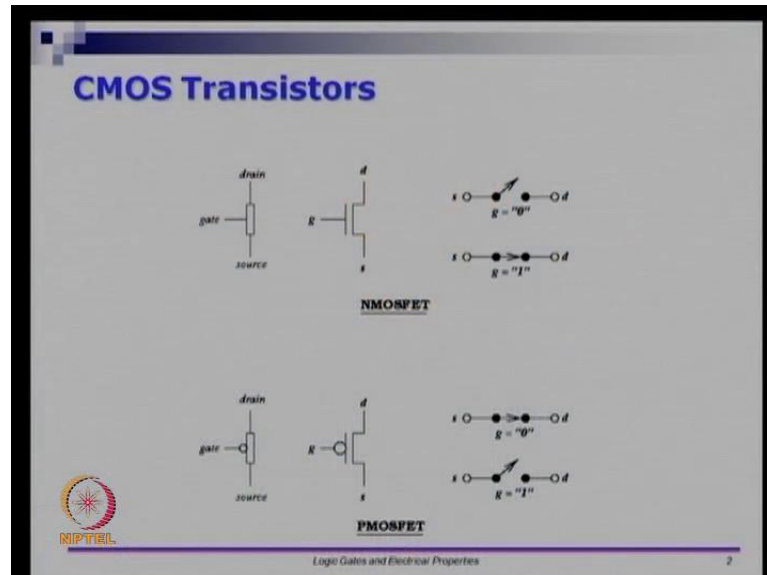 CMOS Transistors
drain
gate
source
d
g
s
s
d
g = "0"
s
d
g = "1"
NMOSFET
drain
gate
source
d
g
s
s
d
g = "0"
s
d
g = "1"
PMOSFET
NPTEL
Logic Gates and Electrical Properties
2